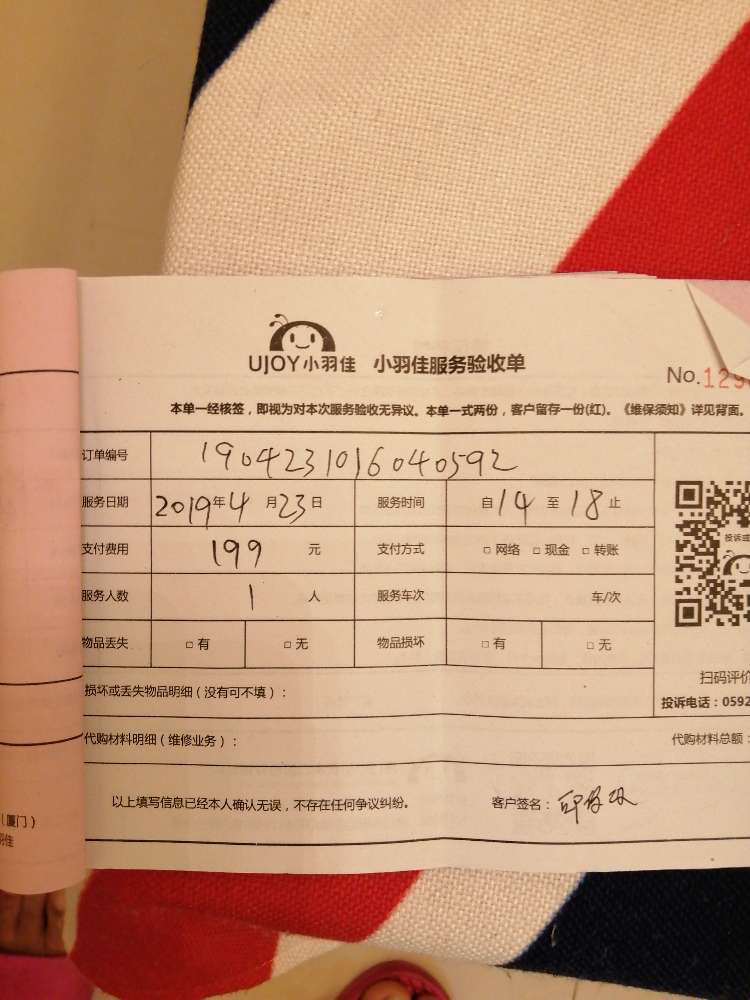 UJOY小羽佳 小羽佳服务验收单
No.129
本单一经核签，即视为对本次服务验收无异议。本单一式两份，客户留存一份(红)。《维保须知》详见背面。
订单编号 1904231016040592
服务日期 2019年4月23日 服务时间 自14至18止
支付费用 199 元 支付方式 □ 网络 □ 现金 □ 转账
服务人数 1 人 服务车次 车/次
投诉或
物品丢失 □ 有 □ 无 物品损坏 □ 有 □ 无
扫码评价
损坏或丢失物品明细（没有可不填）：
投诉电话：0592
代购材料明细（维修业务）： 代购材料总额：
以上填写信息已经本人确认无误，不存在任何争议纠纷。 客户签名：
（厦门）
羽佳